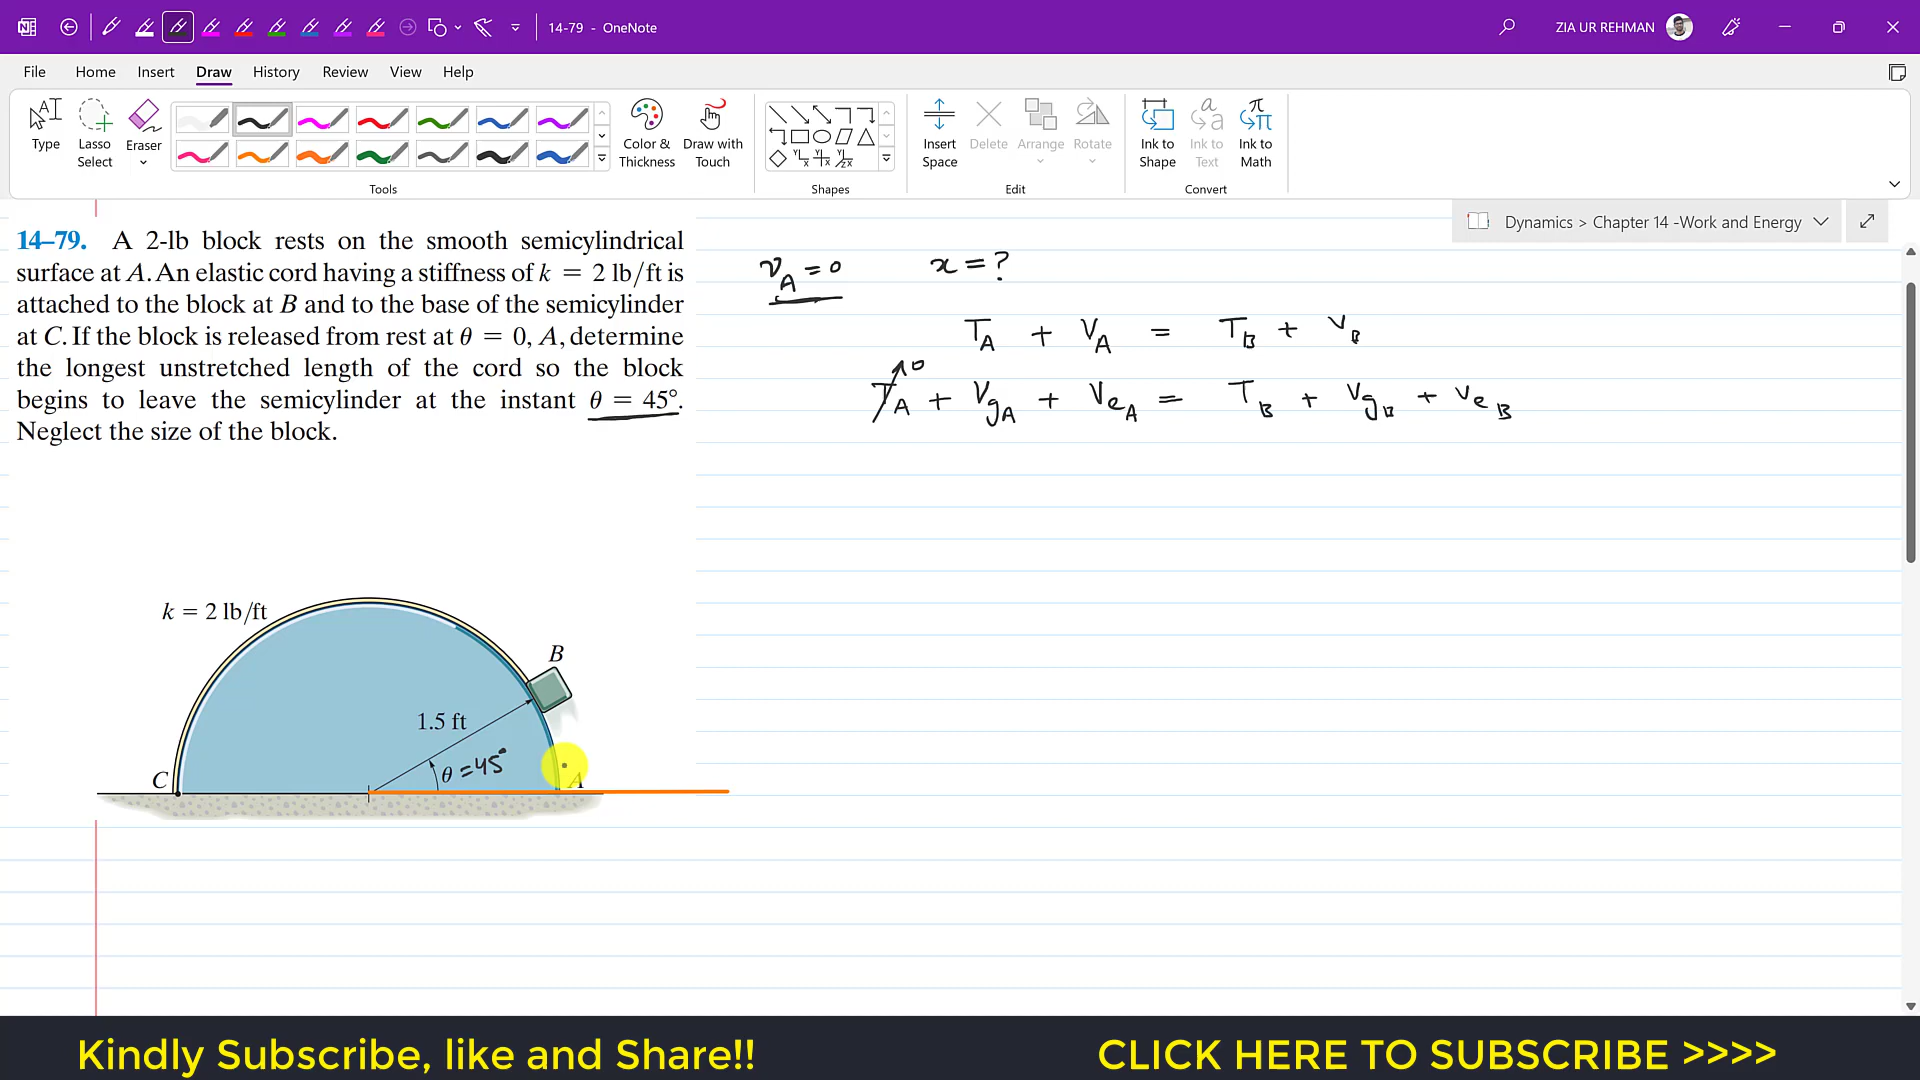 14-79 - OneNote
ZIA UR REHMAN
File Home Insert Draw History Review View Help
Type
Lasso Select
Eraser
Color & Thickness
Draw with Touch
Insert Space
Delete
Arrange
Rotate
Ink to Shape
Ink to Text
Ink to Math
Tools
Shapes
Edit
Convert
Dynamics > Chapter 14 -Work and Energy
14–79. A 2-lb block rests on the smooth semicylindrical
surface at A. An elastic cord having a stiffness of k = 2 lb/ft is
attached to the block at B and to the base of the semicylinder
at C. If the block is released from rest at θ = 0, A, determine
the longest unstretched length of the cord so the block
begins to leave the semicylinder at the instant θ = 45°.
Neglect the size of the block.
v_A = 0 x = ?
T_A + V_A = T_B + V_B
T_A 0 + V_gA + V_eA = T_B + V_gB + V_eB
k = 2 lb/ft
B
1.5 ft
θ = 45°
C
A
Kindly Subscribe, like and Share!!
CLICK HERE TO SUBSCRIBE >>>>